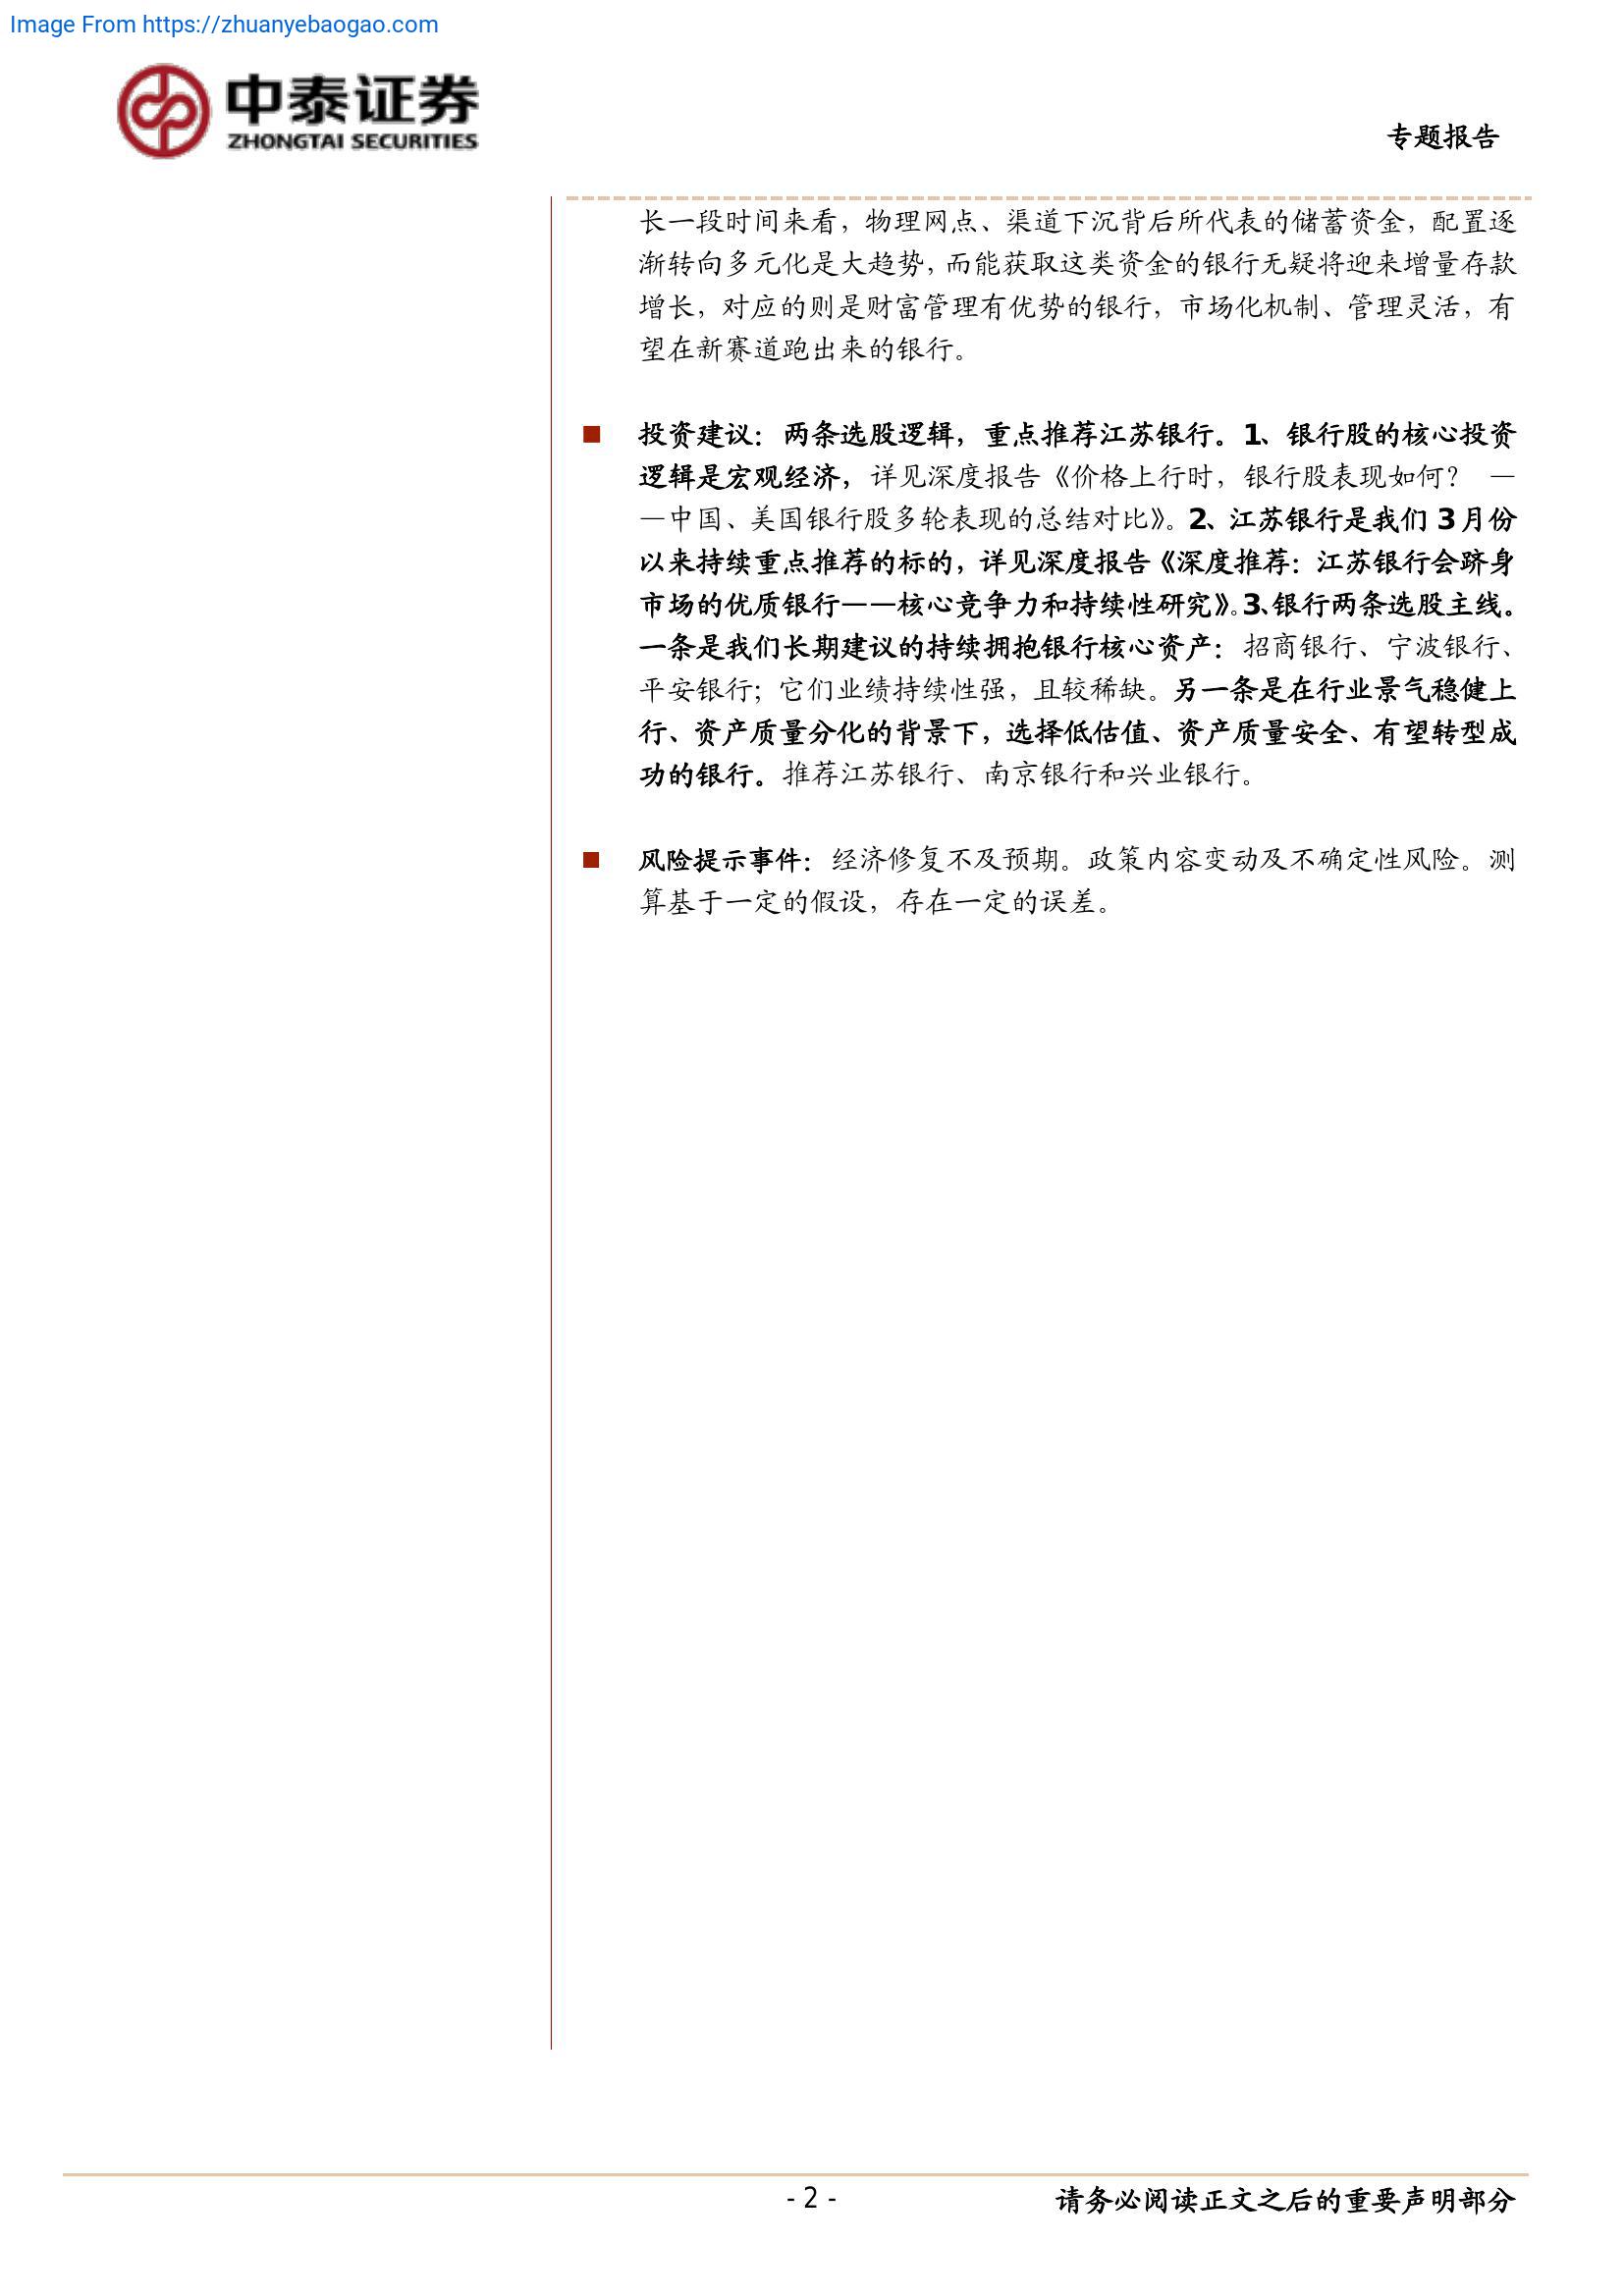 Image From https://zhuanyebaogao.com
中泰证券
ZHONGTAI SECURITIES
专题报告
长一段时间来看，物理网点、渠道下沉背后所代表的储蓄资金，配置逐
渐转向多元化是大趋势，而能获取这类资金的银行无疑将迎来增量存款
增长，对应的则是财富管理有优势的银行，市场化机制、管理灵活，有
望在新赛道跑出来的银行。
■ 投资建议：两条选股逻辑，重点推荐江苏银行。1、银行股的核心投资
逻辑是宏观经济，详见深度报告《价格上行时，银行股表现如何？ —
—中国、美国银行股多轮表现的总结对比》。2、江苏银行是我们 3 月份
以来持续重点推荐的标的，详见深度报告《深度推荐：江苏银行会跻身
市场的优质银行——核心竞争力和持续性研究》。3、银行两条选股主线。
一条是我们长期建议的持续拥抱银行核心资产：招商银行、宁波银行、
平安银行；它们业绩持续性强，且较稀缺。另一条是在行业景气稳健上
行、资产质量分化的背景下，选择低估值、资产质量安全、有望转型成
功的银行。推荐江苏银行、南京银行和兴业银行。
■ 风险提示事件：经济修复不及预期。政策内容变动及不确定性风险。测
算基于一定的假设，存在一定的误差。
- 2 -
请务必阅读正文之后的重要声明部分